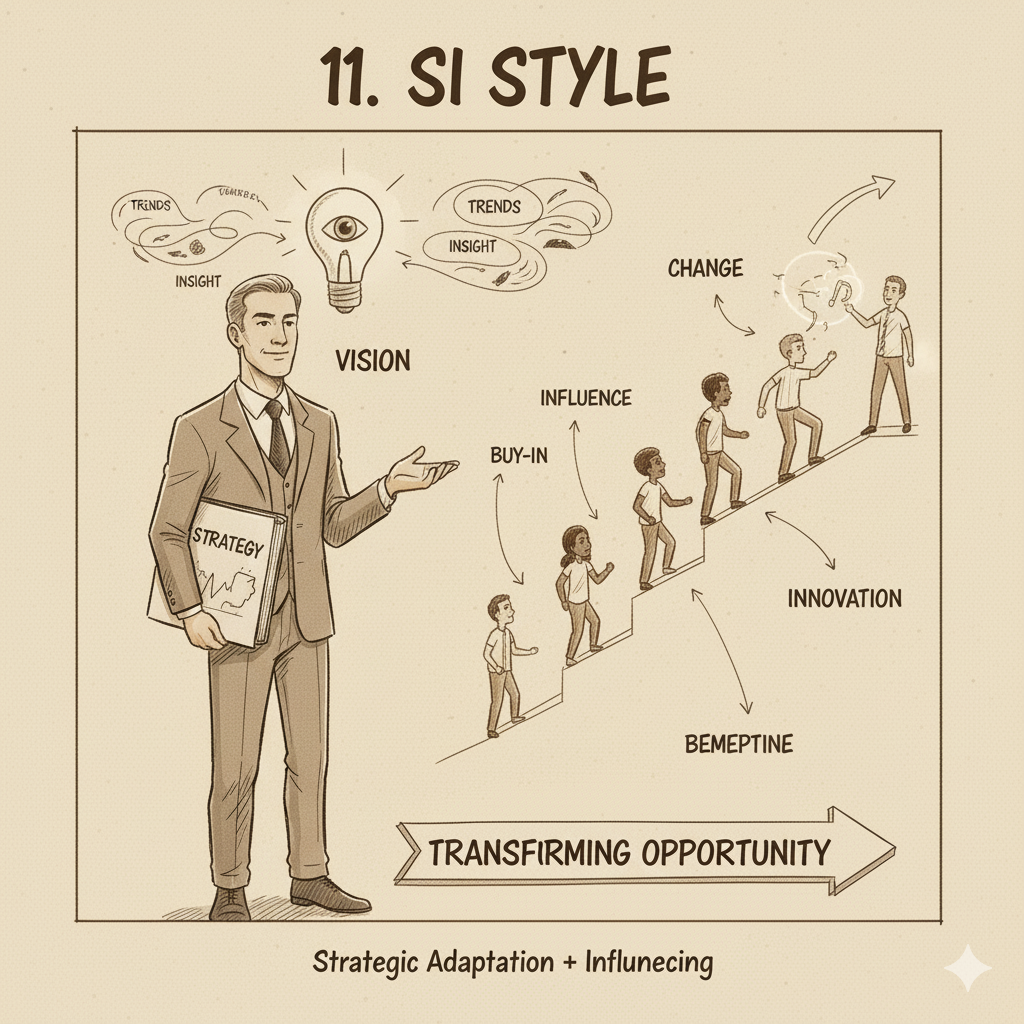 11. SI STYLE
TRENDS
TRENDS
INSIGHT
INSIGHT
CHANGE
VISION
INFLUENCE
BUY-IN
STRATEGY
INNOVATION
BEMEPTINE
TRANSFIRMING OPPORTUNITY
Strategic Adaptation + Influnecing